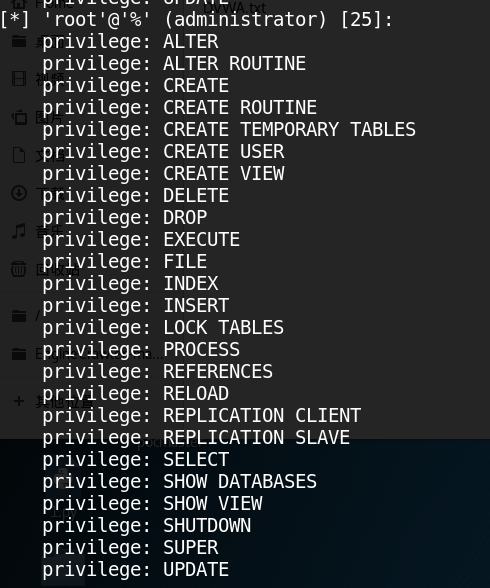 privilege: UPDATE
DVWA.txt
[*] 'root'@'%' (administrator) [25]:
privilege: ALTER
privilege: ALTER ROUTINE
privilege: CREATE
privilege: CREATE ROUTINE
privilege: CREATE TEMPORARY TABLES
privilege: CREATE USER
privilege: CREATE VIEW
privilege: DELETE
privilege: DROP
privilege: EXECUTE
privilege: FILE
privilege: INDEX
privilege: INSERT
privilege: LOCK TABLES
privilege: PROCESS
privilege: REFERENCES
privilege: RELOAD
privilege: REPLICATION CLIENT
privilege: REPLICATION SLAVE
privilege: SELECT
privilege: SHOW DATABASES
privilege: SHOW VIEW
privilege: SHUTDOWN
privilege: SUPER
privilege: UPDATE